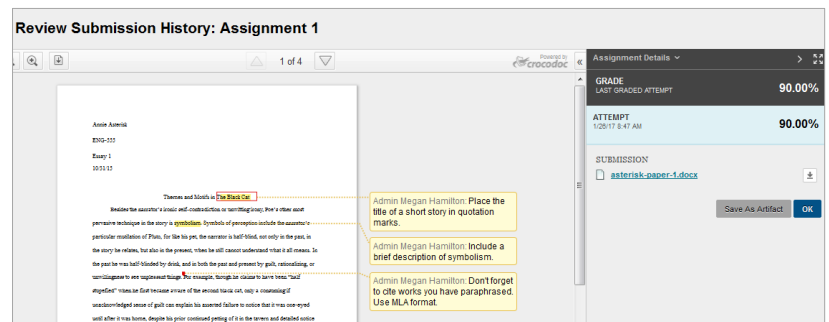 Review Submission History: Assignment 1
1 of 4
Powered by
crocodoc
Assignment Details
GRADE
LAST GRADED ATTEMPT
90.00%
ATTEMPT
1/26/17 8:47 AM
90.00%
SUBMISSION
asterisk-paper-1.docx
Save As Artifact
OK
Annie Asterisk
ENG-555
Essay 1
10/31/15
Themes and Motifs in The Black Cat
Besides the narrator's ironic self-contradiction or unwitting irony, Poe's other most
pervasive technique in the story is symbolism. Symbols of perception include the narrator's
particular mutilation of Pluto, for like his pet, the narrator is half-blind, not only in the past, in
the story he relates, but also in the present, when he still cannot understand what it all means. In
the past he was half-blinded by drink, and in both the past and present by guilt, rationalizing, or
unwillingness to see unpleasant things. For example, though he claims to have been "half
stupefied" when he first became aware of the second black cat, only a consuming if
unacknowledged sense of guilt can explain his asserted failure to notice that it was one-eyed
until after it was home, despite his prior continued petting of it in the tavern and detailed notice
Admin Megan Hamilton: Place the
title of a short story in quotation
marks.
Admin Megan Hamilton: Include a
brief description of symbolism.
Admin Megan Hamilton: Don't forget
to cite works you have paraphrased.
Use MLA format.